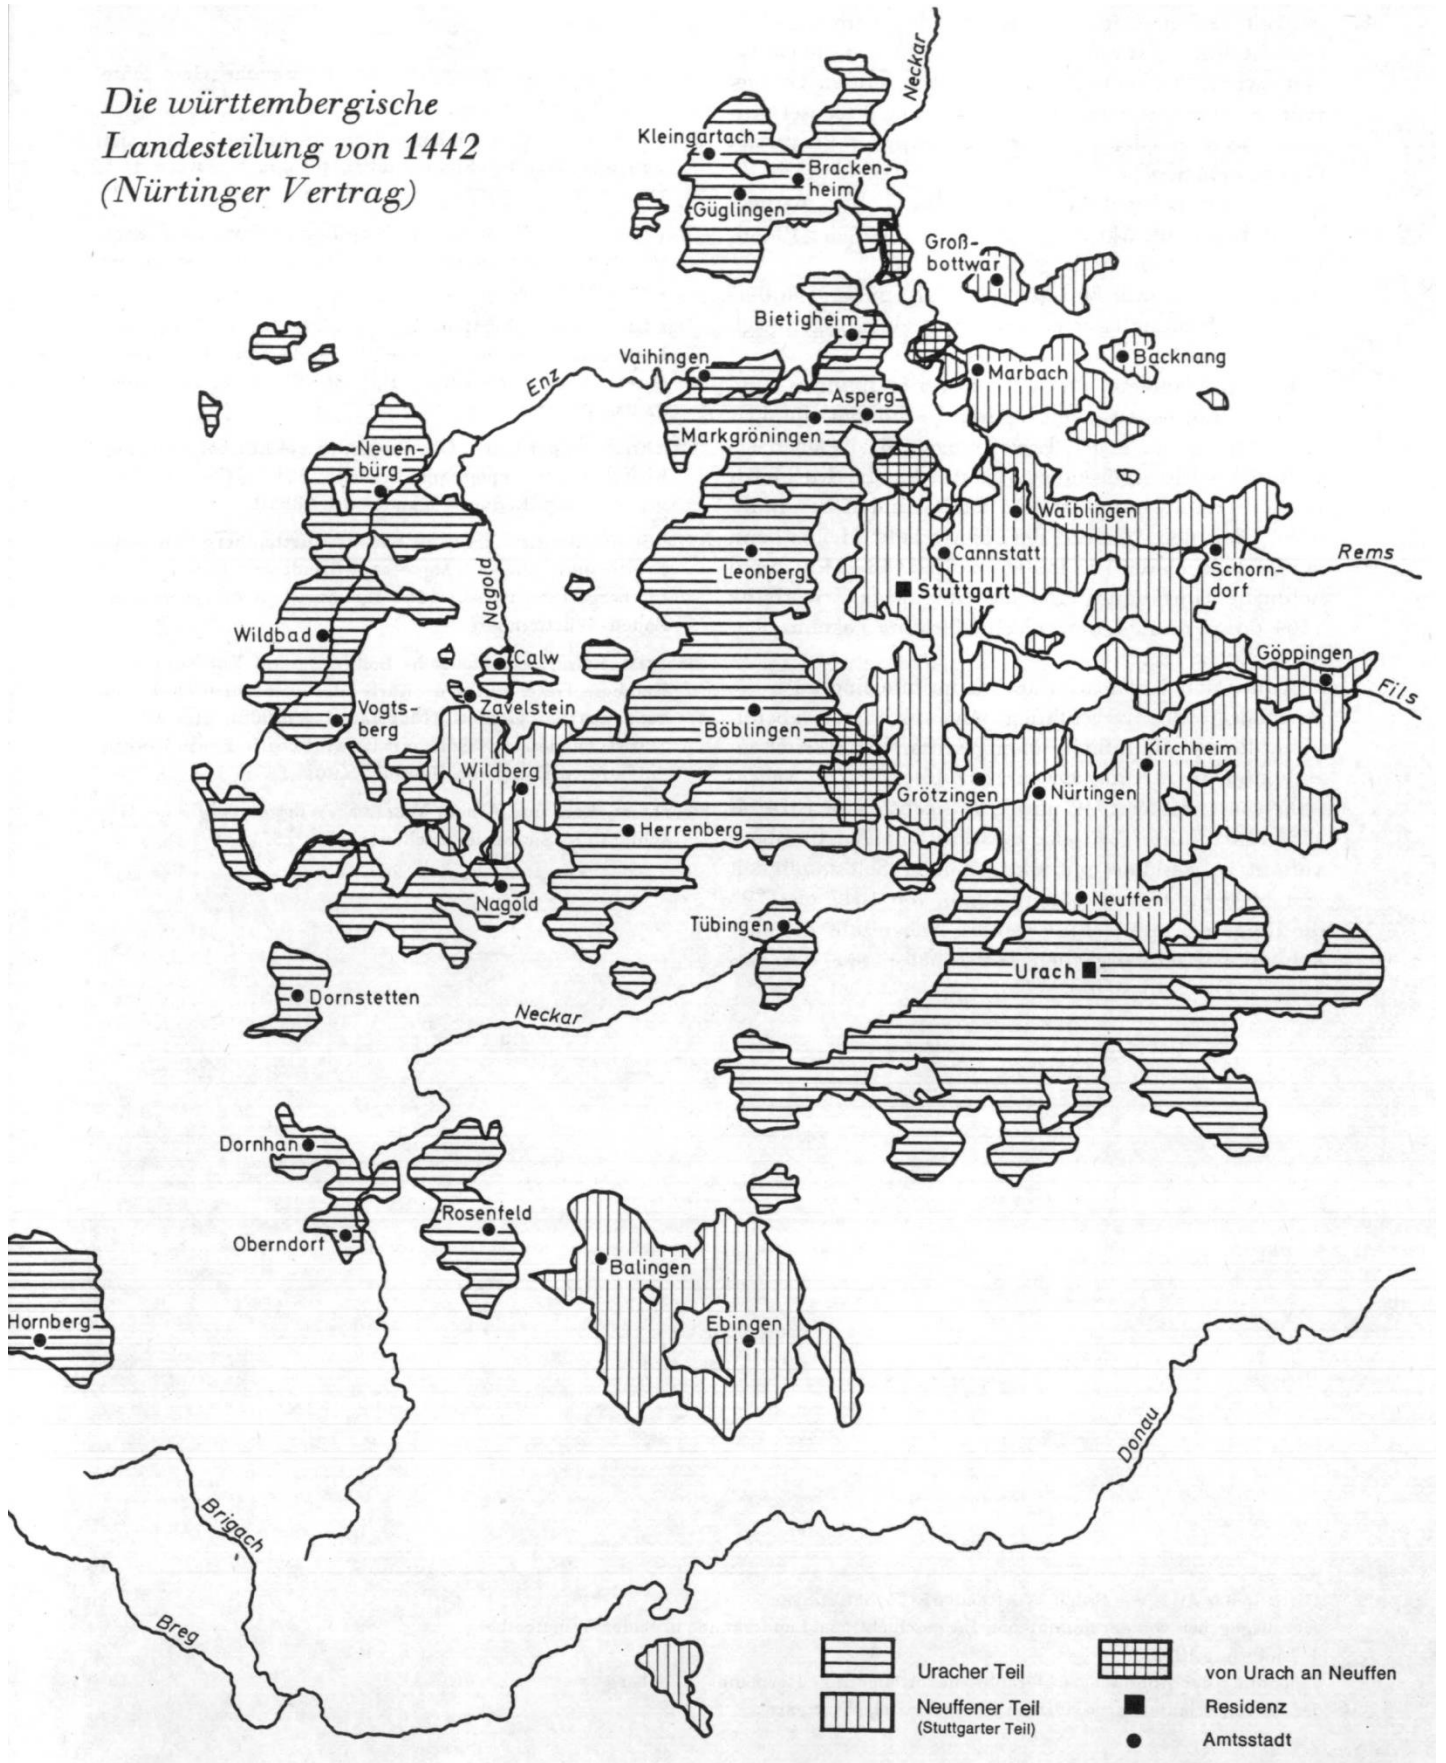 Die württembergische
Landesteilung von 1442
(Nürtinger Vertrag)
Neckar
Kleingartach
Bracken-
heim
Güglingen
Groß-
bottwar
Bietigheim
Vaihingen
Enz
Backnang
Marbach
Asperg
Markgröningen
Neuen-
bürg
Waiblingen
Cannstatt
Rems
Leonberg
Schorn-
dorf
Stuttgart
Nagold
Wildbad
Calw
Göppingen
Zavelstein
Fils
Vogts-
berg
Böblingen
Kirchheim
Wildberg
Grötzingen
Nürtingen
Herrenberg
Nagold
Neuffen
Tübingen
Urach
Dornstetten
Neckar
Dornhan
Rosenfeld
Oberndorf
Balingen
Hornberg
Ebingen
Donau
Brigach
Breg
Uracher Teil
von Urach an Neuffen
Neuffener Teil
(Stuttgarter Teil)
Residenz
Amtsstadt